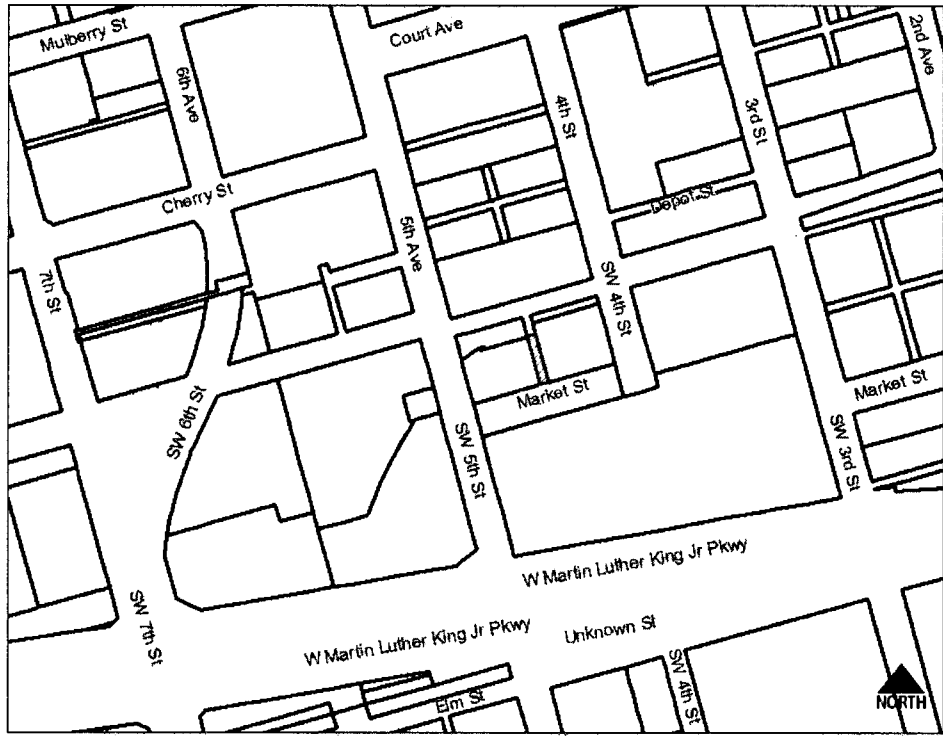 Mulberry St
Court Ave
2nd Ave
6th Ave
4th St
3rd St
Cherry St
Depot St
5th Ave
7th St
SW 4th St
Market St
Market St
SW 6th St
SW 5th St
SW 3rd St
W Martin Luther King Jr Pkwy
SW 7th St
W Martin Luther King Jr Pkwy
Unknown St
SW 4th St
Elm St
NORTH